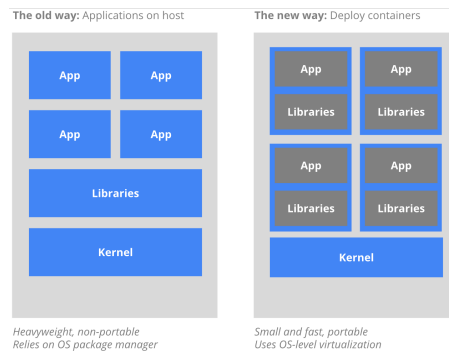 The old way: Applications on host
App App
App App
Libraries
Kernel
Heavyweight, non-portable
Relies on OS package manager
The new way: Deploy containers
App App
Libraries Libraries
App App
Libraries Libraries
Kernel
Small and fast, portable
Uses OS-level virtualization